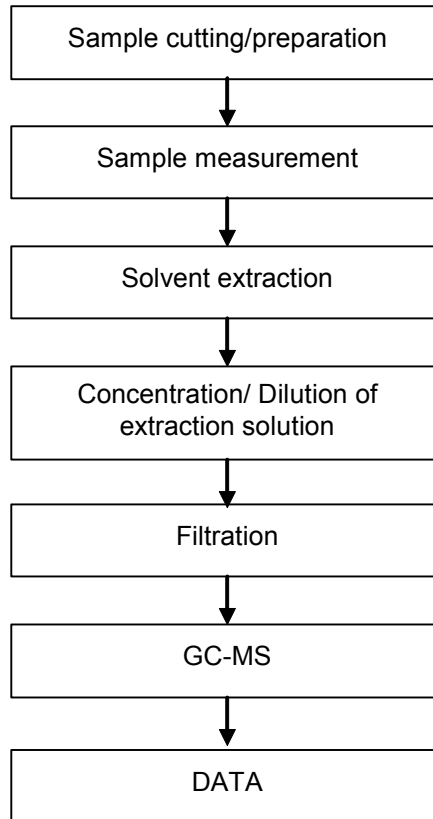 Sample cutting/preparation
Sample measurement
Solvent extraction
Concentration/ Dilution of
extraction solution
Filtration
GC-MS
DATA